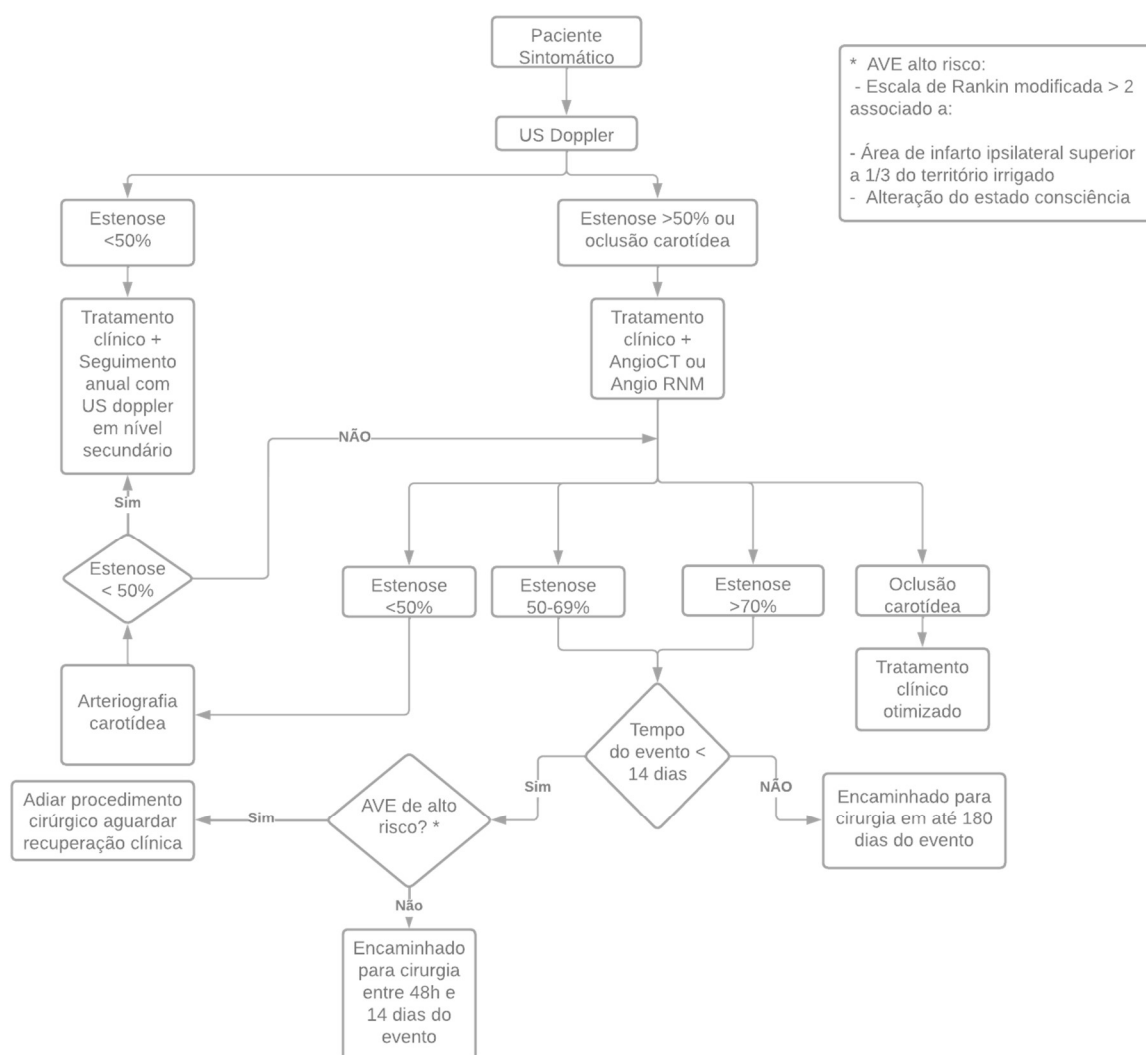 Paciente
Sintomático
* AVE alto risco:
- Escala de Rankin modificada > 2
associado a:
- Área de infarto ipsilateral superior
a 1/3 do território irrigado
- Alteração do estado consciência
US Doppler
Estenose
<50%
Estenose >50% ou
oclusão carotídea
Tratamento
clínico +
Seguimento
anual com
US doppler
em nível
secundário
Tratamento
clínico +
AngioCT ou
Angio RNM
NÃO
Sim
Estenose
< 50%
Estenose
<50%
Estenose
50-69%
Estenose
>70%
Oclusão
carotídea
Arteriografia
carotídea
Tratamento
clínico
otimizado
Tempo
do evento <
14 dias
Sim
NÃO
Adiar procedimento
cirúrgico aguardar
recuperação clínica
Sim
AVE de alto
risco? *
Encaminhado para
cirurgia em até 180
dias do evento
Não
Encaminhado
para cirurgia
entre 48h e
14 dias do
evento